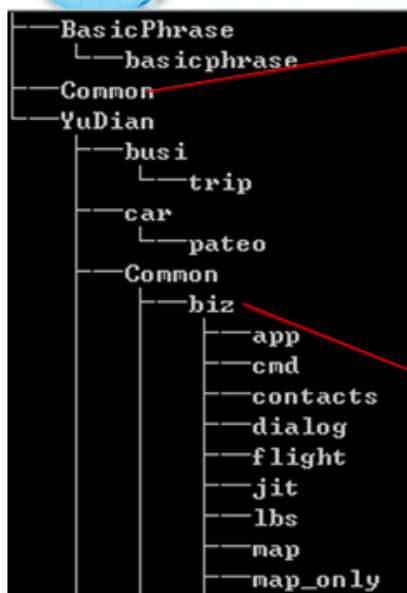 BasicPhrase
basicphrase
Common
YuDian
busi
trip
car
pateo
Common
biz
app
cmd
contacts
dialog
flight
jit
lbs
map
map_only